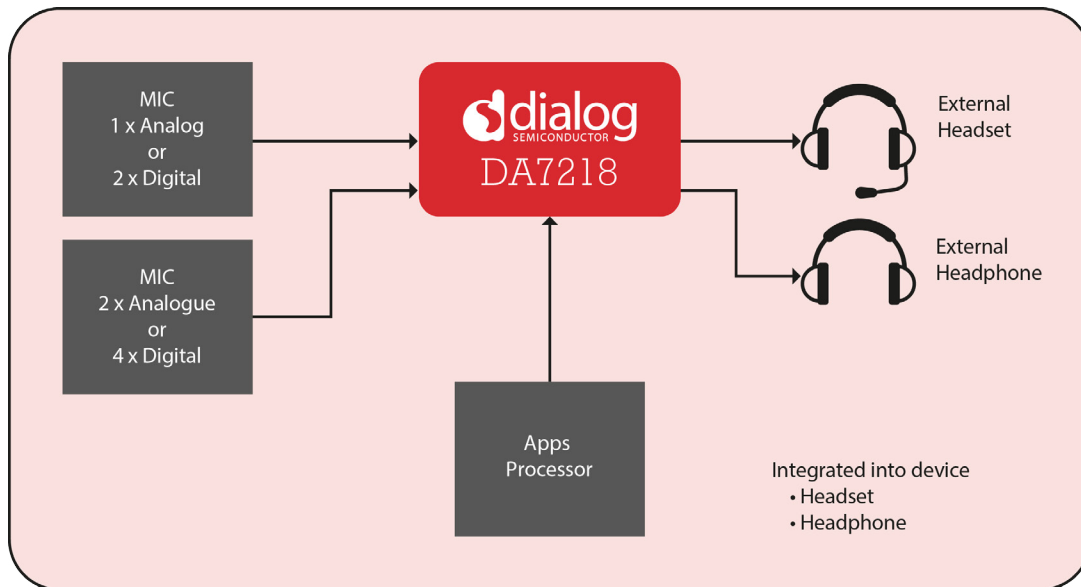 MIC
1 x Analog
or
2 x Digital
MIC
2 x Analogue
or
4 x Digital
dialog
SEMICONDUCTOR
DA7218
Apps
Processor
External
Headset
External
Headphone
Integrated into device
• Headset
• Headphone